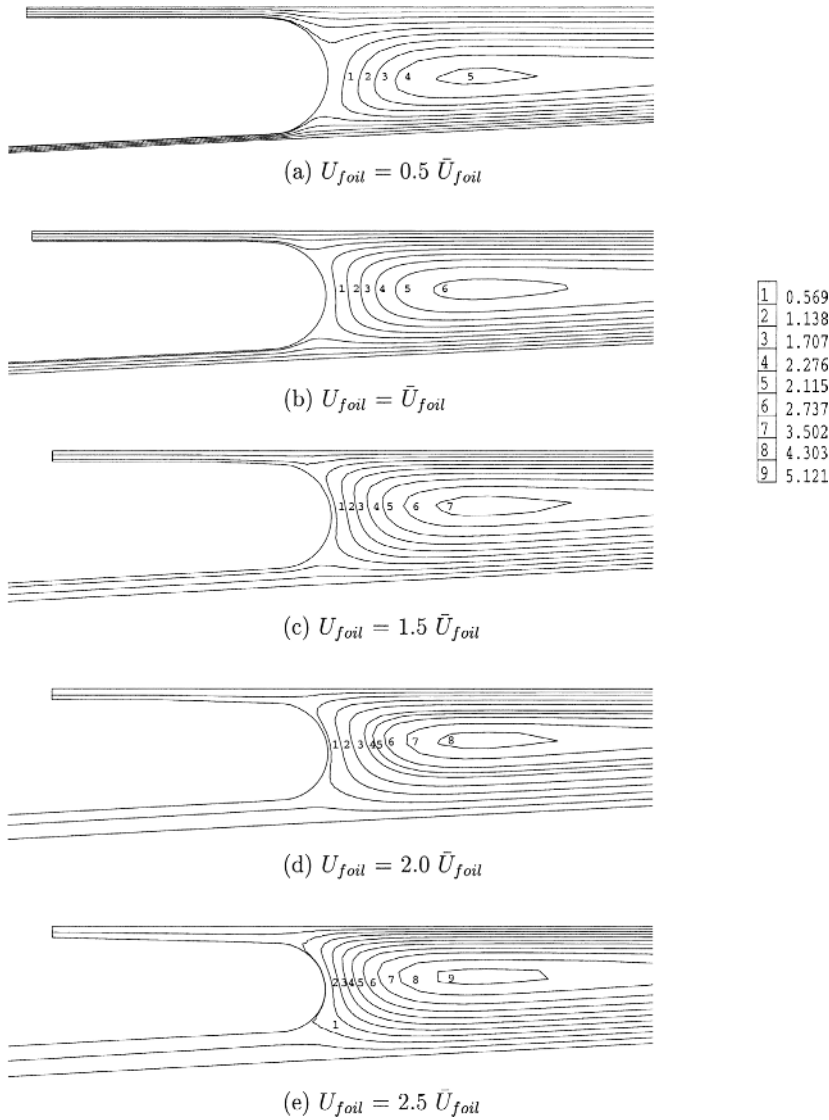 1 2 3 4 5
(a) U_foil = 0.5 Ū_foil
1 2 3 4 5 6
(b) U_foil = Ū_foil
1 2 3 4 5 6 7
(c) U_foil = 1.5 Ū_foil
1 2 3 4 5 6 7 8
(d) U_foil = 2.0 Ū_foil
2 3 4 5 6 7 8 9
1
(e) U_foil = 2.5 Ū_foil
1 0.569
2 1.138
3 1.707
4 2.276
5 2.115
6 2.737
7 3.502
8 4.303
9 5.121